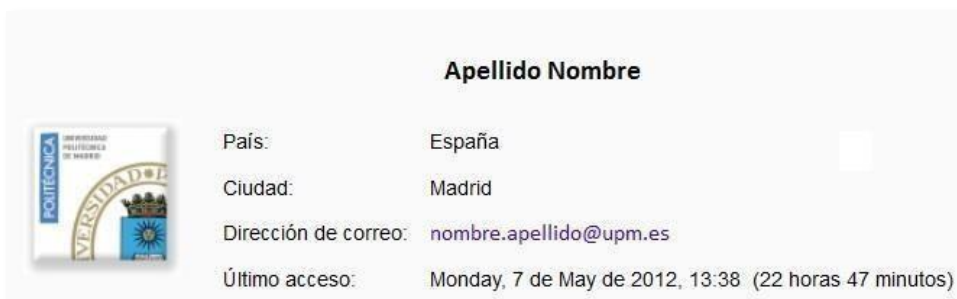 Apellido Nombre
POLITÉCNICA
UNIVERSIDAD
POLITÉCNICA
DE MADRID
VERSIDAD
País: España
Ciudad: Madrid
Dirección de correo: nombre.apellido@upm.es
Último acceso: Monday, 7 de May de 2012, 13:38 (22 horas 47 minutos)